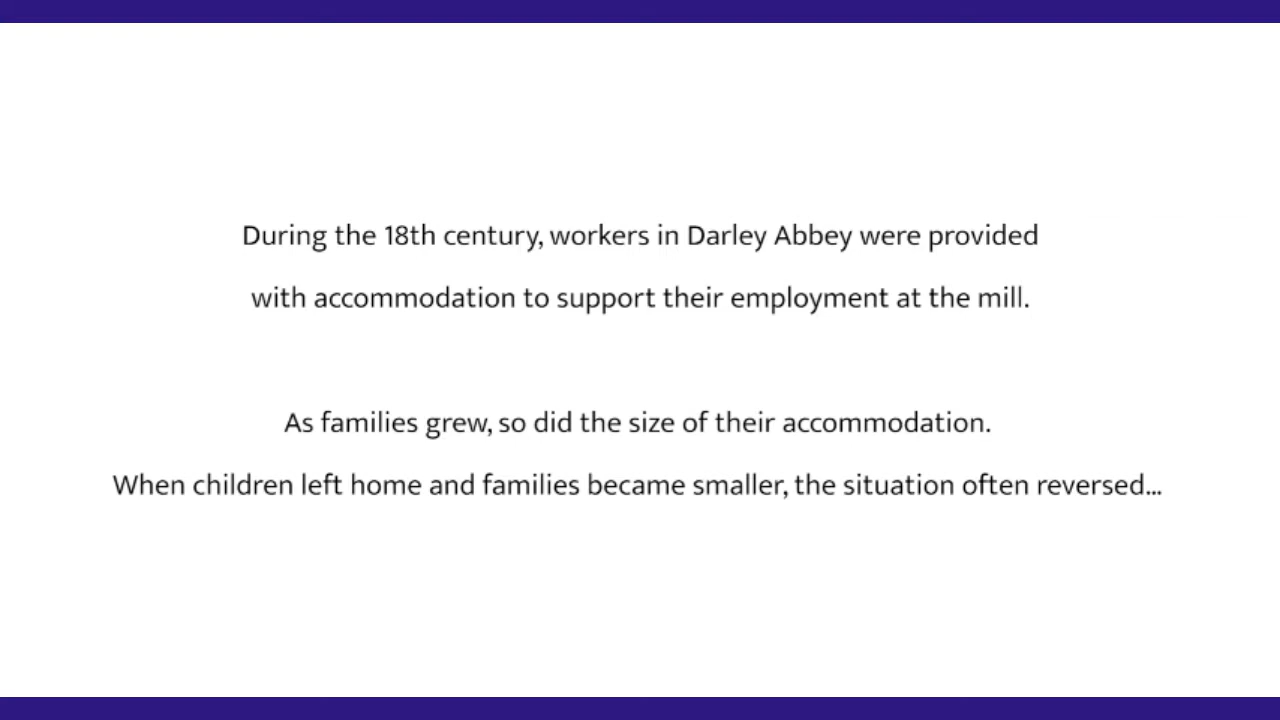 During the 18th century, workers in Darley Abbey were provided
with accommodation to support their employment at the mill.
As families grew, so did the size of their accommodation.
When children left home and families became smaller, the situation often reversed...